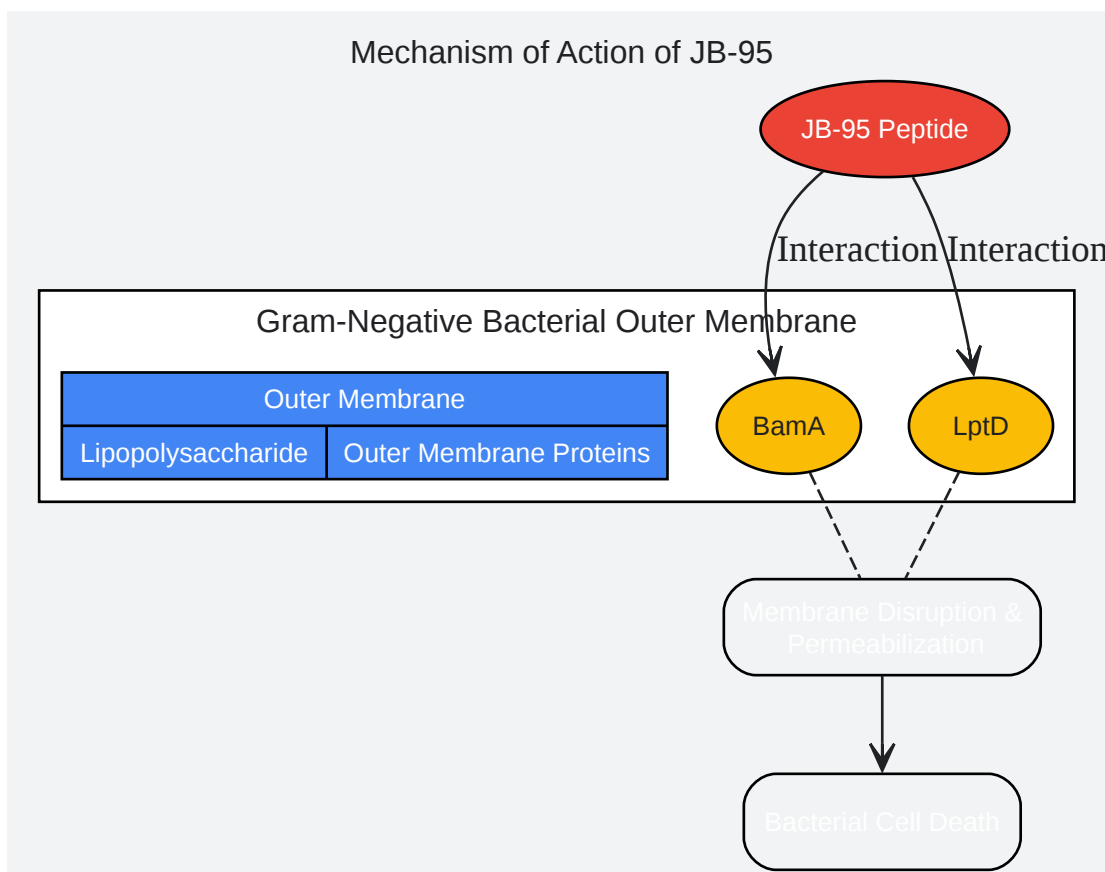 Mechanism of Action of JB-95
JB-95 Peptide
Interaction
Interaction
Gram-Negative Bacterial Outer Membrane
Outer Membrane
Lipopolysaccharide
Outer Membrane Proteins
BamA
LptD
Membrane Disruption &
Permeabilization
Bacterial Cell Death